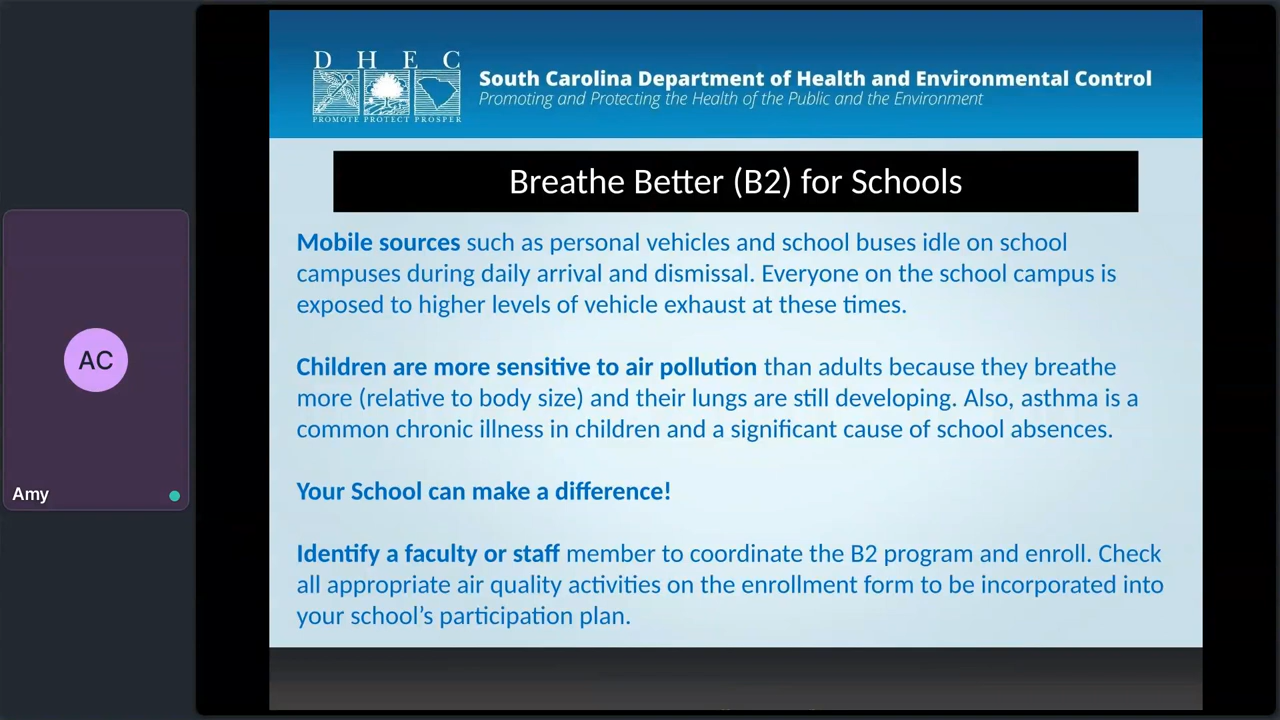 D H E C
PROMOTE PROTECT PROSPER
South Carolina Department of Health and Environmental Control
Promoting and Protecting the Health of the Public and the Environment
Breathe Better (B2) for Schools
Mobile sources such as personal vehicles and school buses idle on school
campuses during daily arrival and dismissal. Everyone on the school campus is
exposed to higher levels of vehicle exhaust at these times.
Children are more sensitive to air pollution than adults because they breathe
more (relative to body size) and their lungs are still developing. Also, asthma is a
common chronic illness in children and a significant cause of school absences.
Your School can make a difference!
Identify a faculty or staff member to coordinate the B2 program and enroll. Check
all appropriate air quality activities on the enrollment form to be incorporated into
your school’s participation plan.
AC
Amy